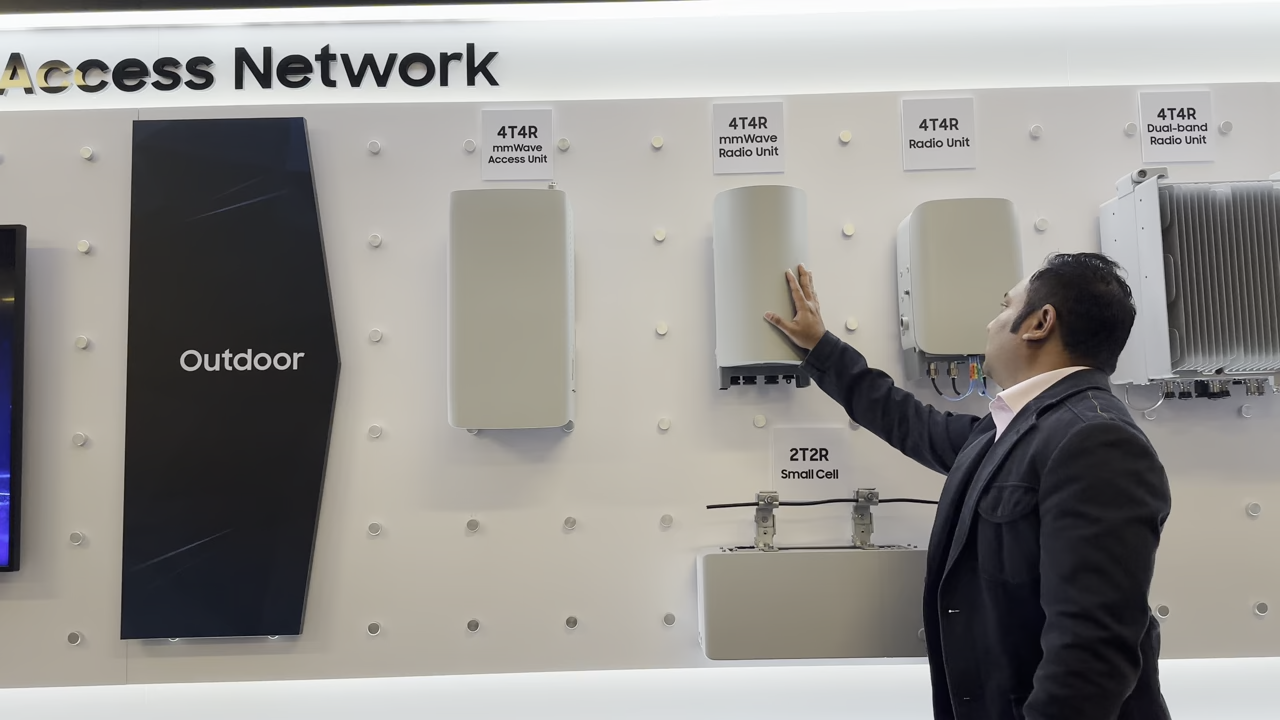 Access Network
Outdoor
4T4R
mmWave
Access Unit
4T4R
mmWave
Radio Unit
4T4R
Radio Unit
4T4R
Dual-band
Radio Unit
2T2R
Small Cell